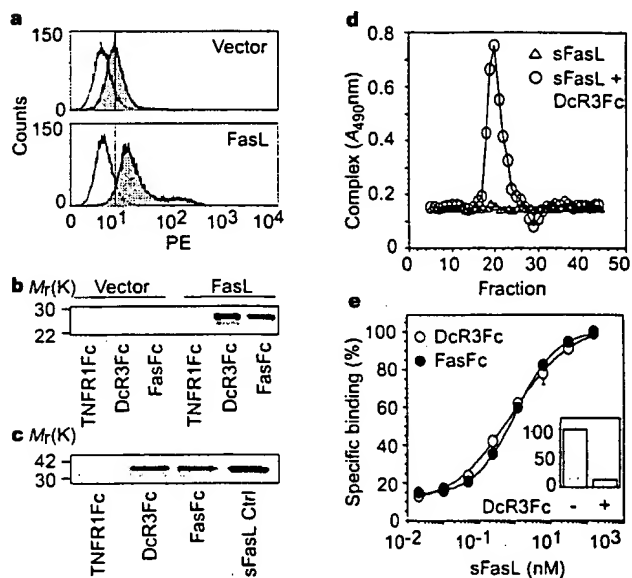 a
150
Vector
0
150
FasL
0
Counts
0 10¹ 10² 10³ 10⁴
PE
b Mr(K) Vector FasL
30
22
TNFR1Fc
DcR3Fc
FasFc
TNFR1Fc
DcR3Fc
FasFc
c Mr(K)
42
30
TNFR1Fc
DcR3Fc
FasFc
sFasL Ctrl
d
0.8
0.6
0.4
0.2
0
Complex (A490nm)
△ sFasL
○ sFasL +
DcR3Fc
0 10 20 30 40 50
Fraction
e
100
80
60
40
20
0
Specific binding (%)
○ DcR3Fc
● FasFc
100
50
0
DcR3Fc - +
10⁻² 10⁻¹ 10⁰ 10¹ 10² 10³
sFasL (nM)